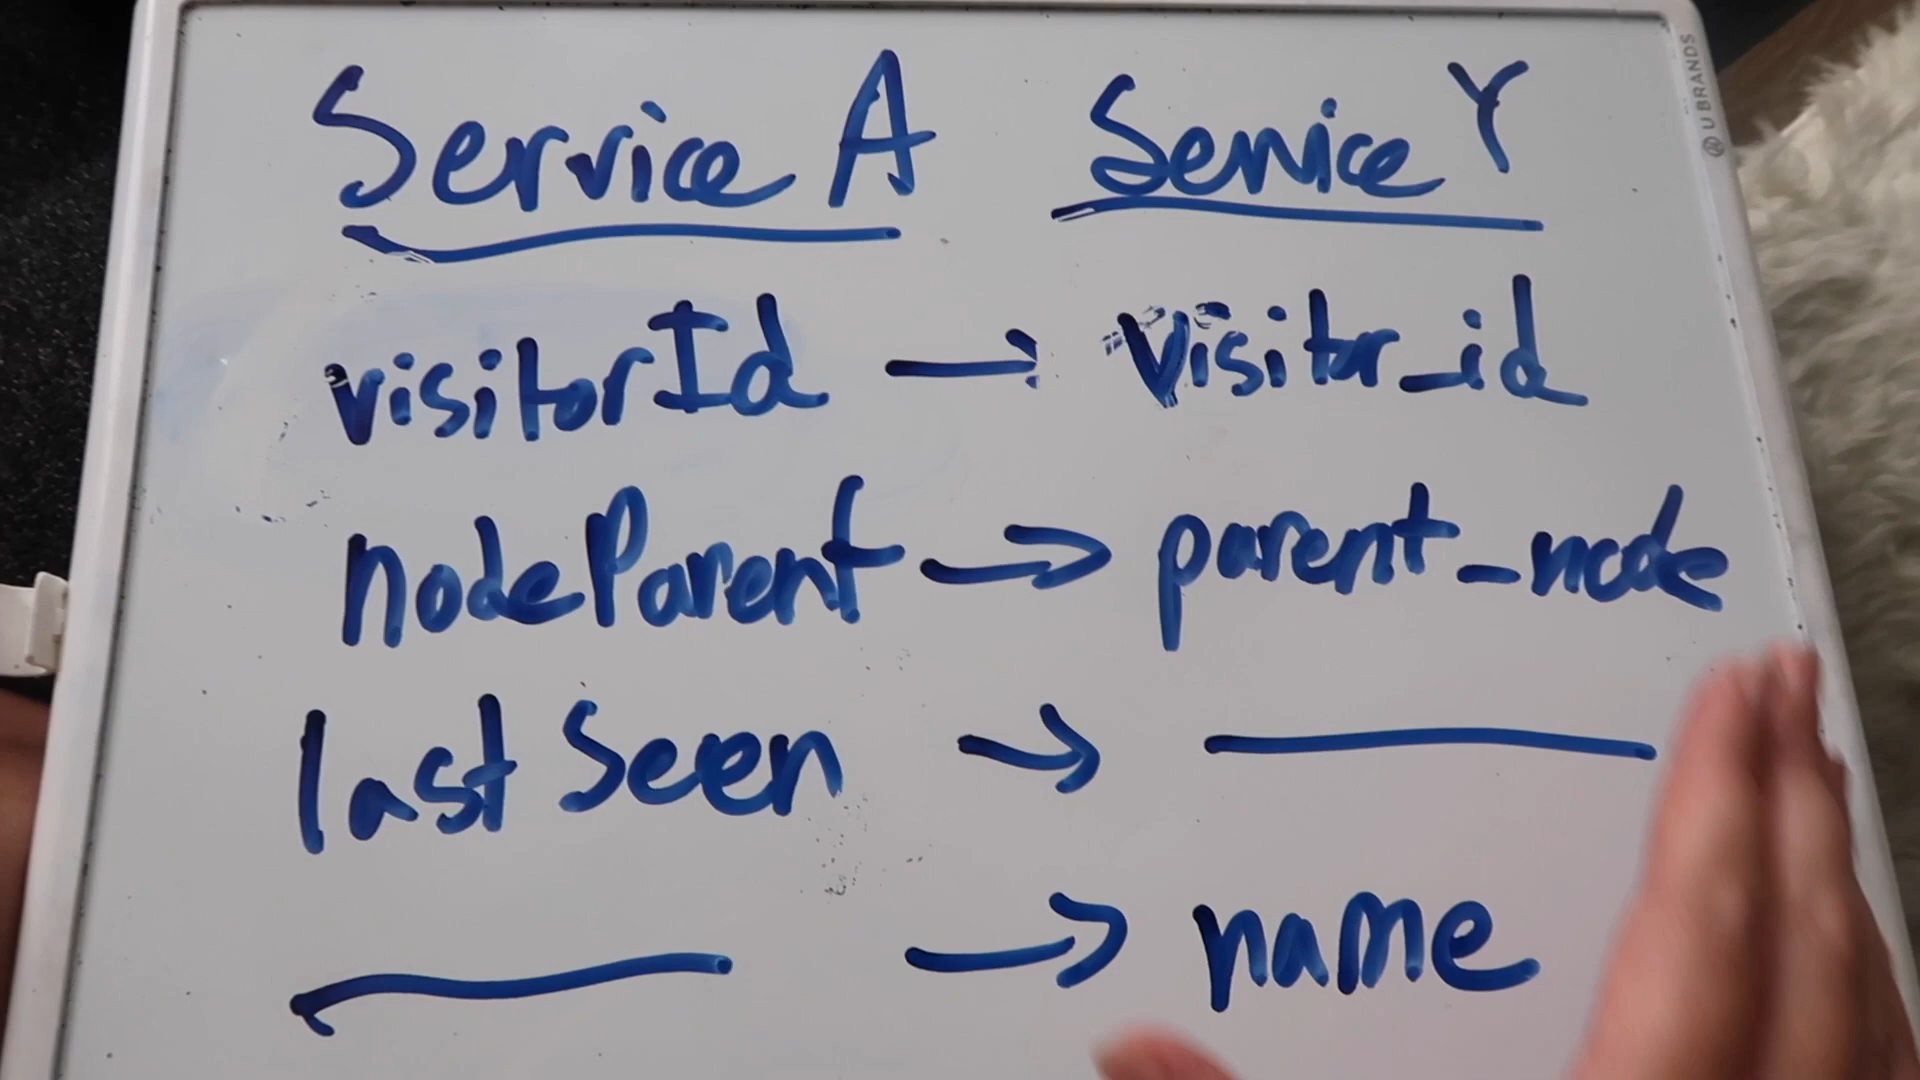 Service A Service Y
visitorId → visitor_id
nodeParent → parent_node
lastSeen → ―
― → name
U BRANDS